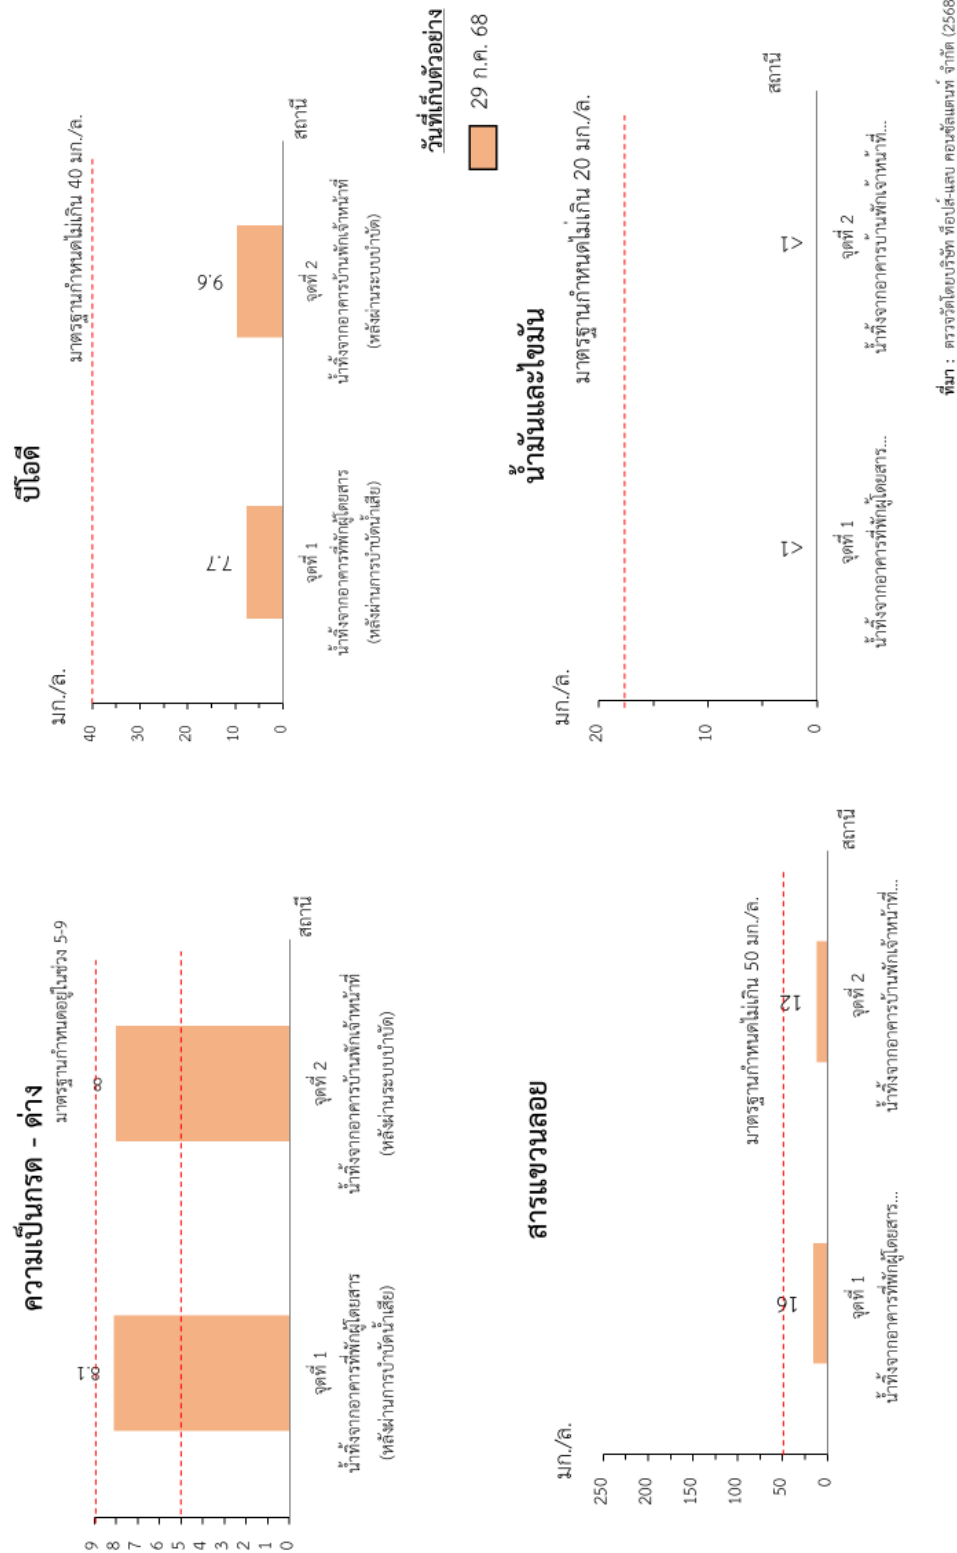 ความเป็นกรด - ด่าง
มาตรฐานกำหนดอยู่ในช่วง 5-9
9
8
7
6
5
4
3
2
1
0
8.1
8
สถานี
จุดที่ 1
น้ำทิ้งจากอาคารที่พักผู้โดยสาร
(หลังผ่านการบำบัดน้ำเสีย)
จุดที่ 2
น้ำทิ้งจากอาคารบ้านพักเจ้าหน้าที่
(หลังผ่านระบบบำบัด)
บีโอดี
มก./ล.
มาตรฐานกำหนดไม่เกิน 40 มก./ล.
40
30
20
10
0
7.7
9.6
สถานี
จุดที่ 1
น้ำทิ้งจากอาคารที่พักผู้โดยสาร
(หลังผ่านการบำบัดน้ำเสีย)
จุดที่ 2
น้ำทิ้งจากอาคารบ้านพักเจ้าหน้าที่
(หลังผ่านระบบบำบัด)
วันที่เก็บตัวอย่าง
29 ก.ค. 68
สารแขวนลอย
มก./ล.
มาตรฐานกำหนดไม่เกิน 50 มก./ล.
250
200
150
100
50
0
16
12
สถานี
จุดที่ 1
น้ำทิ้งจากอาคารที่พักผู้โดยสาร...
จุดที่ 2
น้ำทิ้งจากอาคารบ้านพักเจ้าหน้าที่...
น้ำมันและไขมัน
มก./ล.
มาตรฐานกำหนดไม่เกิน 20 มก./ล.
20
10
0
<1
<1
สถานี
จุดที่ 1
น้ำทิ้งจากอาคารที่พักผู้โดยสาร...
จุดที่ 2
น้ำทิ้งจากอาคารบ้านพักเจ้าหน้าที่...
ที่มา : ตรวจวัดโดยบริษัท ท็อปส์-แลบ คอนซัลแตนท์ จำกัด (2568